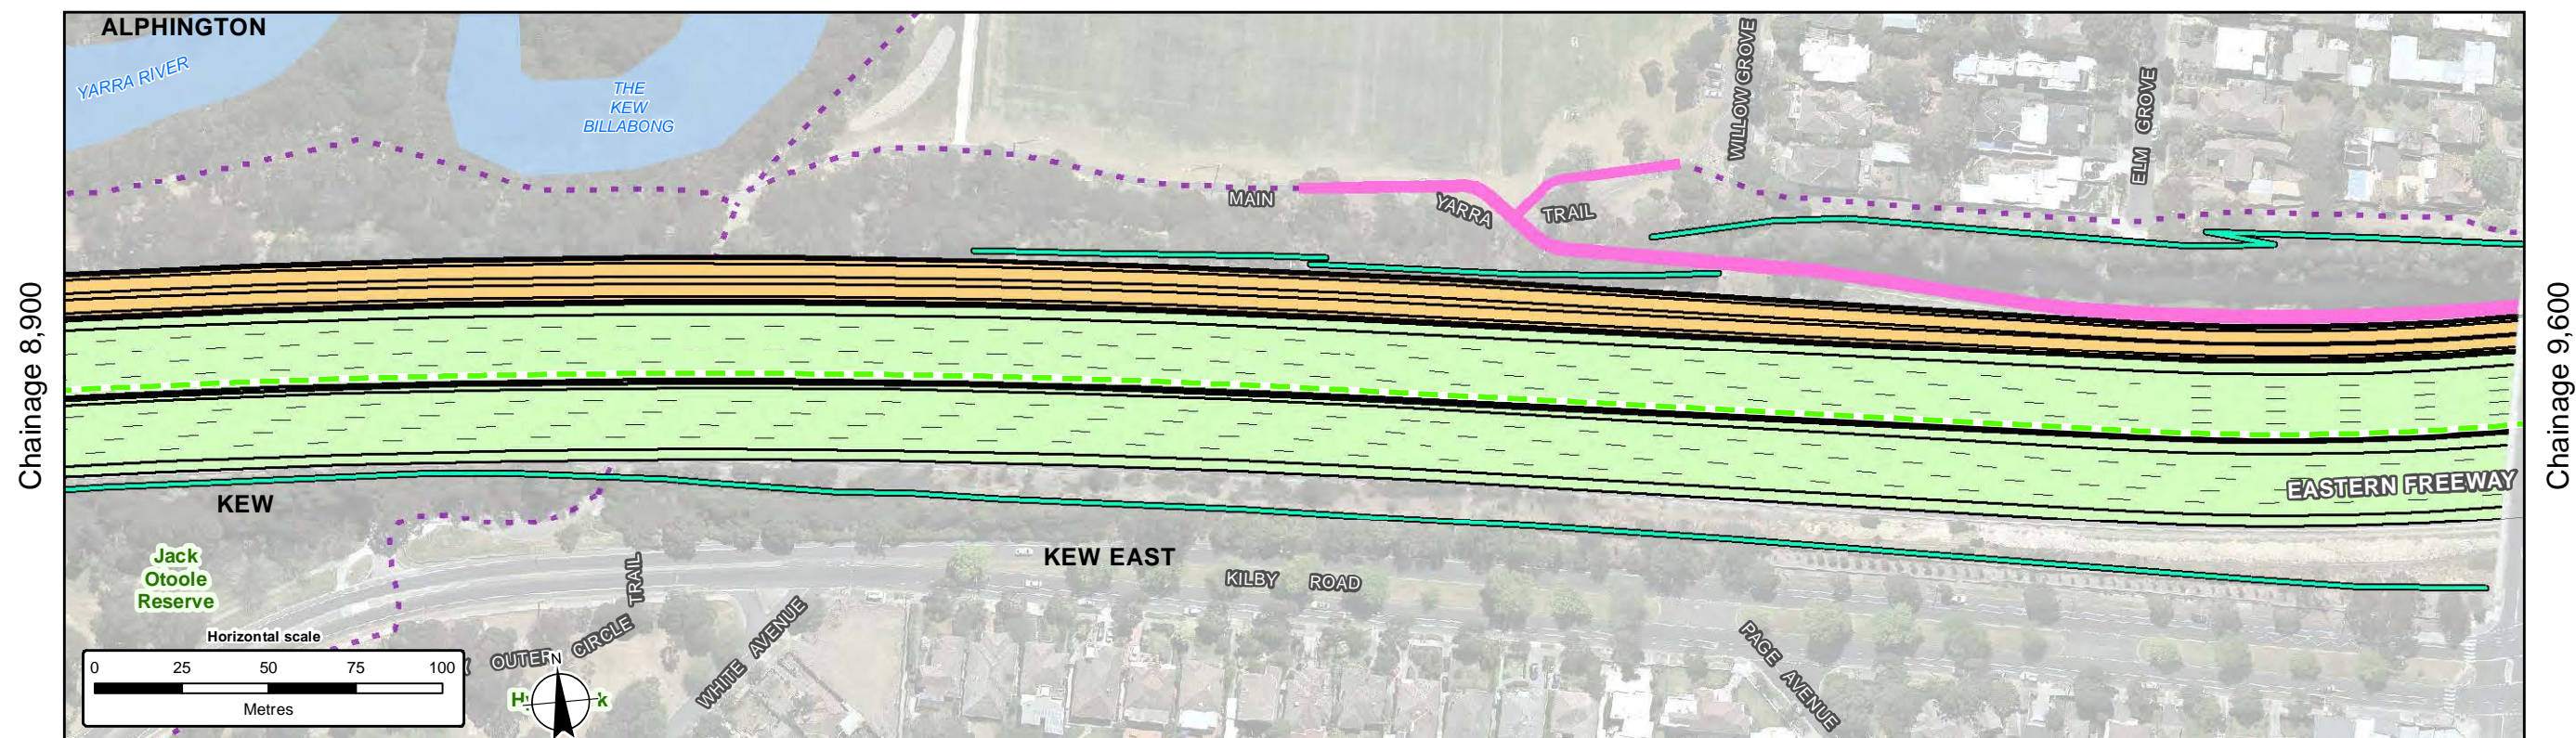 ALPHINGTON
YARRA RIVER
THE
KEW
BILLABONG
WILLOW GROVE
ELM GROVE
MAIN
YARRA
TRAIL
Chainage 8,900
Chainage 9,600
EASTERN FREEWAY
KEW
KEW EAST
Jack
Otoole
Reserve
KILBY ROAD
TRAIL
CIRCLE
OUTER
WHITE AVENUE
PAGE AVENUE
Horizontal scale
0 25 50 75 100
Metres
N